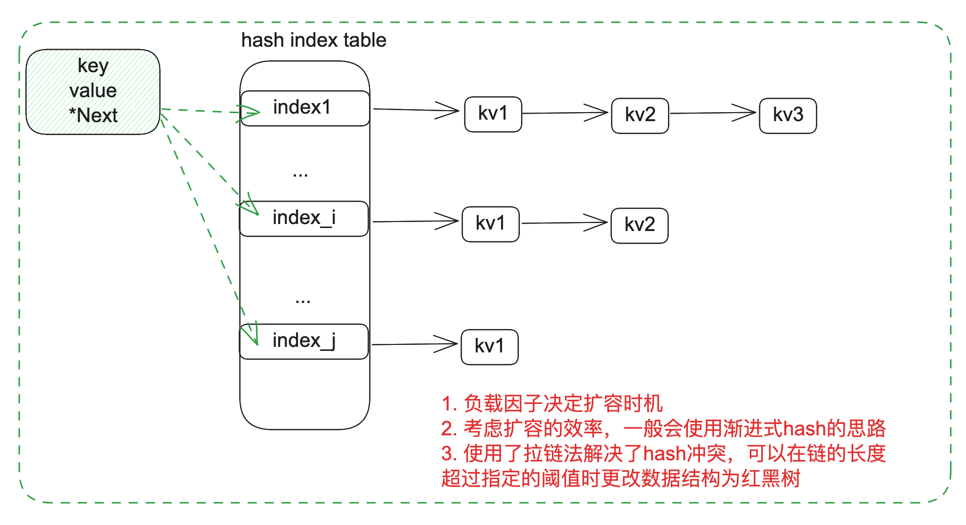 hash index table
key
value
*Next
index1
kv1
kv2
kv3
...
index_i
kv1
kv2
...
index_j
kv1
1. 负载因子决定扩容时机
2. 考虑扩容的效率，一般会使用渐进式hash的思路
3. 使用了拉链法解决了hash冲突，可以在链的长度
超过指定的阈值时更改数据结构为红黑树